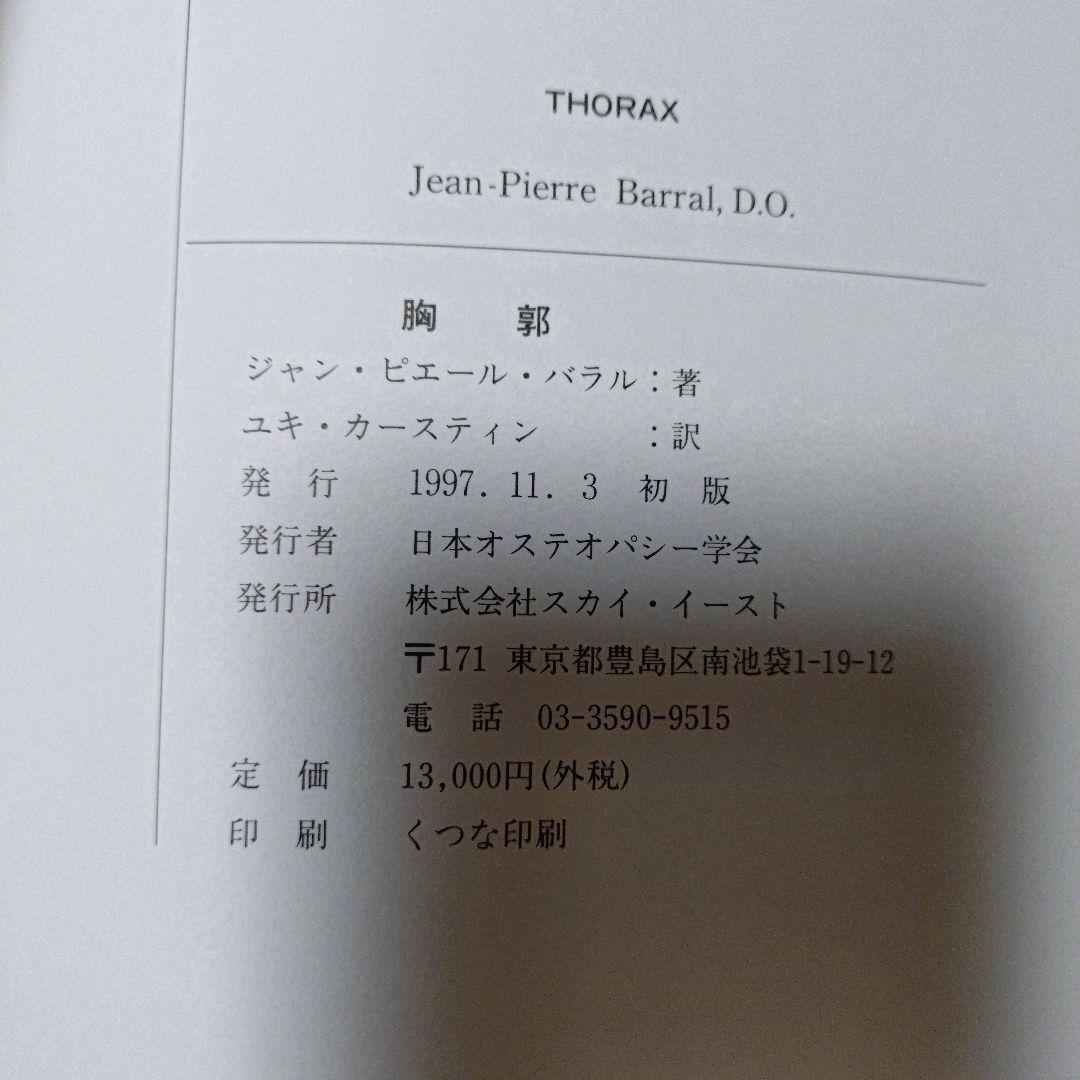 THORAX
Jean-Pierre Barral, D.O.
胸 郭
ジャン・ピエール・バラル：著
ユキ・カースティン ：訳
発 行 1997. 11. 3 初 版
発行者 日本オステオパシー学会
発行所 株式会社スカイ・イースト
〒171 東京都豊島区南池袋1-19-12
電 話 03-3590-9515
定 価 13,000円(外税)
印 刷 くつな印刷